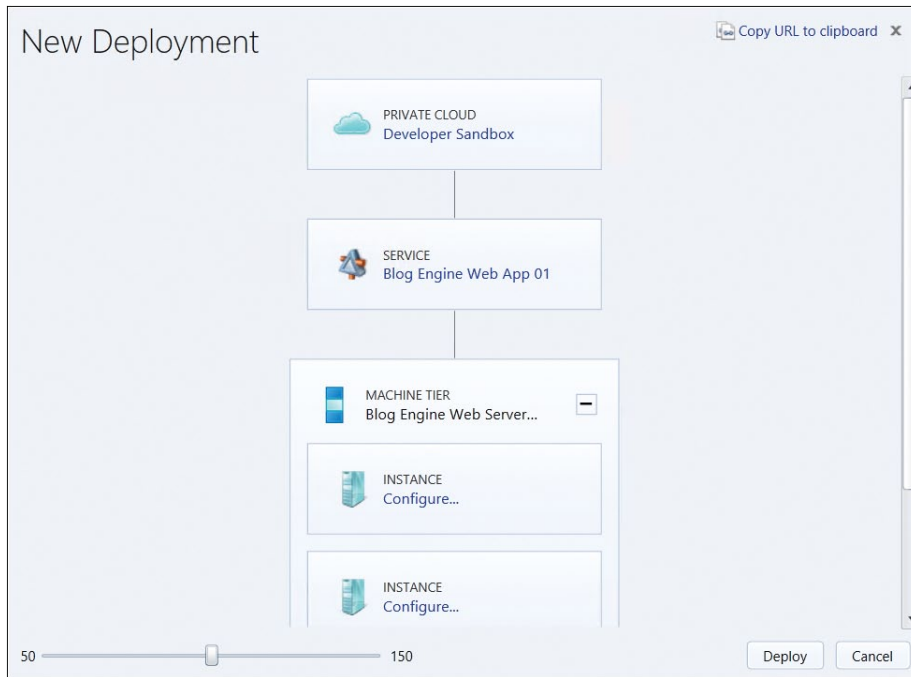 New Deployment
Copy URL to clipboard
PRIVATE CLOUD
Developer Sandbox
SERVICE
Blog Engine Web App 01
MACHINE TIER
Blog Engine Web Server...
INSTANCE
Configure...
INSTANCE
Configure...
50
150
Deploy
Cancel